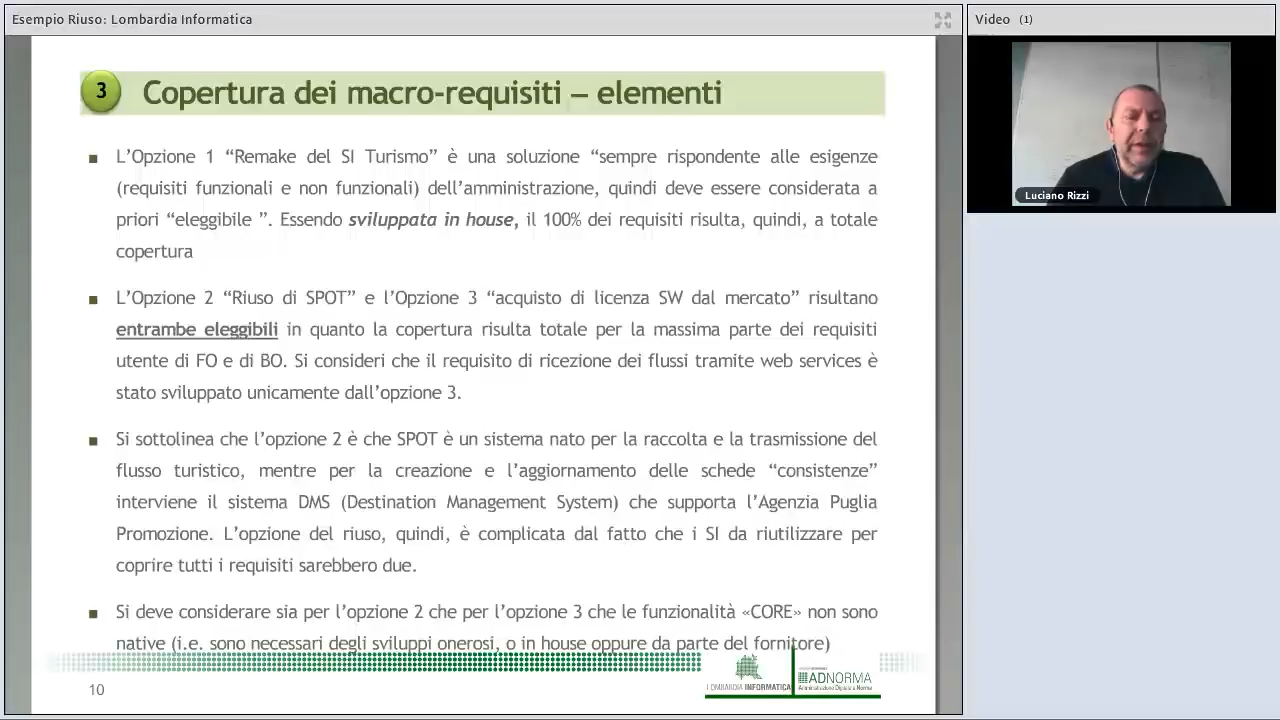 Esempio Riuso: Lombardia Informatica
Video (1)
Luciano Rizzi
3 Copertura dei macro-requisiti – elementi
L’Opzione 1 “Remake del SI Turismo” è una soluzione “sempre rispondente alle esigenze
(requisiti funzionali e non funzionali) dell’amministrazione, quindi deve essere considerata a
priori “eleggibile ”. Essendo sviluppata in house, il 100% dei requisiti risulta, quindi, a totale
copertura
L’Opzione 2 “Riuso di SPOT” e l’Opzione 3 “acquisto di licenza SW dal mercato” risultano
entrambe eleggibili in quanto la copertura risulta totale per la massima parte dei requisiti
utente di FO e di BO. Si consideri che il requisito di ricezione dei flussi tramite web services è
stato sviluppato unicamente dall’opzione 3.
Si sottolinea che l’opzione 2 è che SPOT è un sistema nato per la raccolta e la trasmissione del
flusso turistico, mentre per la creazione e l’aggiornamento delle schede “consistenze”
interviene il sistema DMS (Destination Management System) che supporta l’Agenzia Puglia
Promozione. L’opzione del riuso, quindi, è complicata dal fatto che i SI da riutilizzare per
coprire tutti i requisiti sarebbero due.
Si deve considerare sia per l’opzione 2 che per l’opzione 3 che le funzionalità «CORE» non sono
native (i.e. sono necessari degli sviluppi onerosi, o in house oppure da parte del fornitore)
10
LOMBARDIA INFORMATICA
ADNORMA
Amministrazione Digitale a Norma